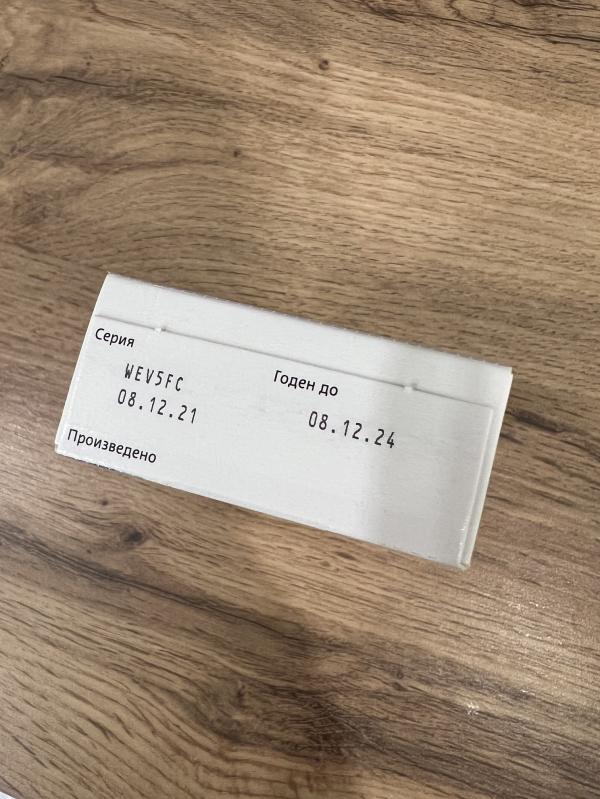 Серия
WEV5FC
Годен до
08.12.21
08.12.24
Произведено